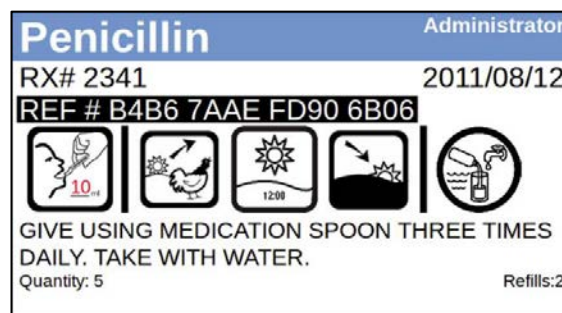 Penicillin Administrator
RX# 2341 2011/08/12
REF # B4B6 7AAE FD90 6B06
10 ml
12:00
GIVE USING MEDICATION SPOON THREE TIMES
DAILY. TAKE WITH WATER.
Quantity: 5 Refills:2